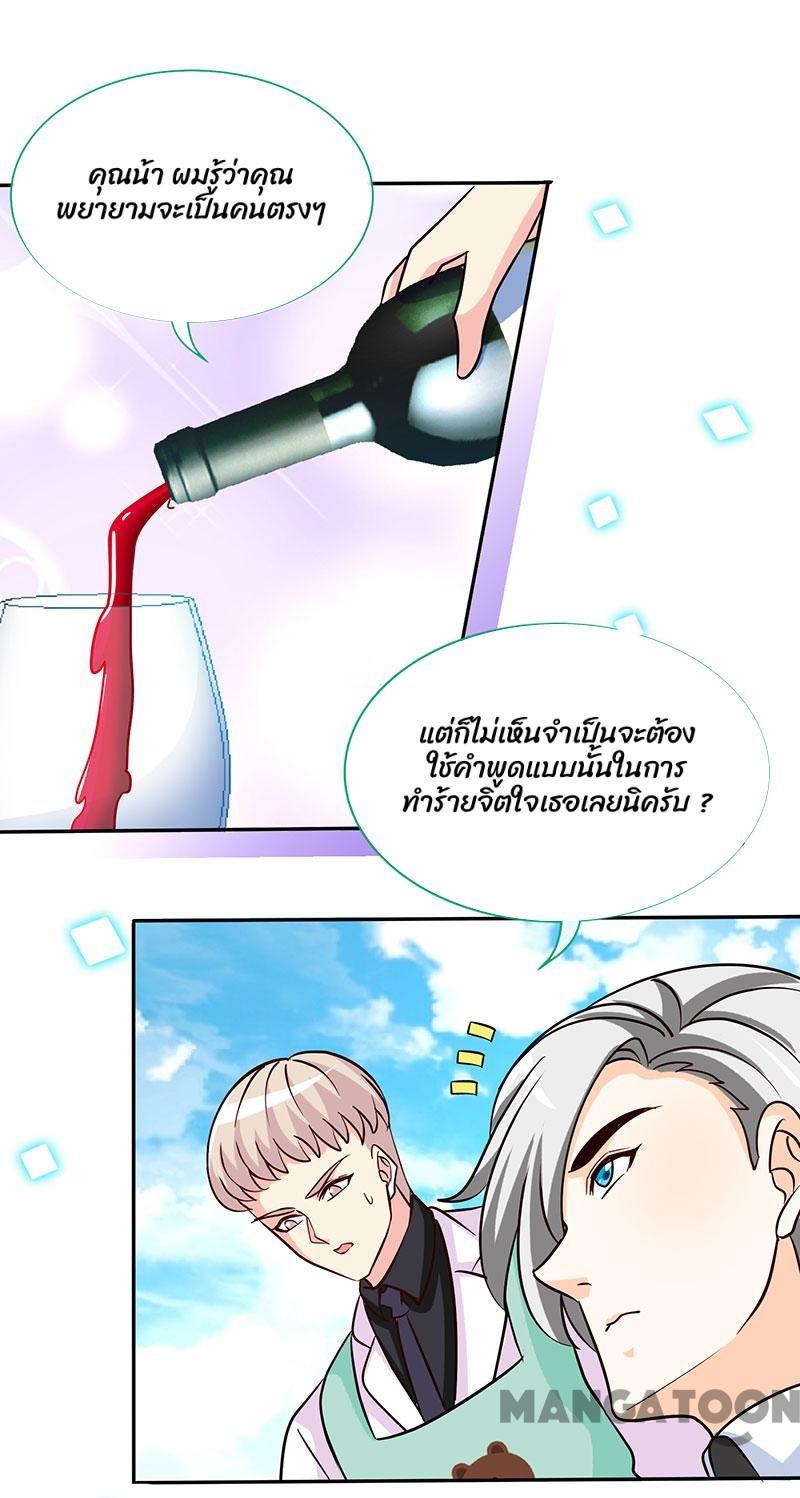 คุณน้า ผมรู้ว่าคุณ
พยายามจะเป็นคนตรงๆ
แต่ก็ไม่เห็นจำเป็นจะต้อง
ใช้คำพูดแบบนั้นในการ
ทำร้ายจิตใจเธอเลยนิครับ ?
MANGATOON